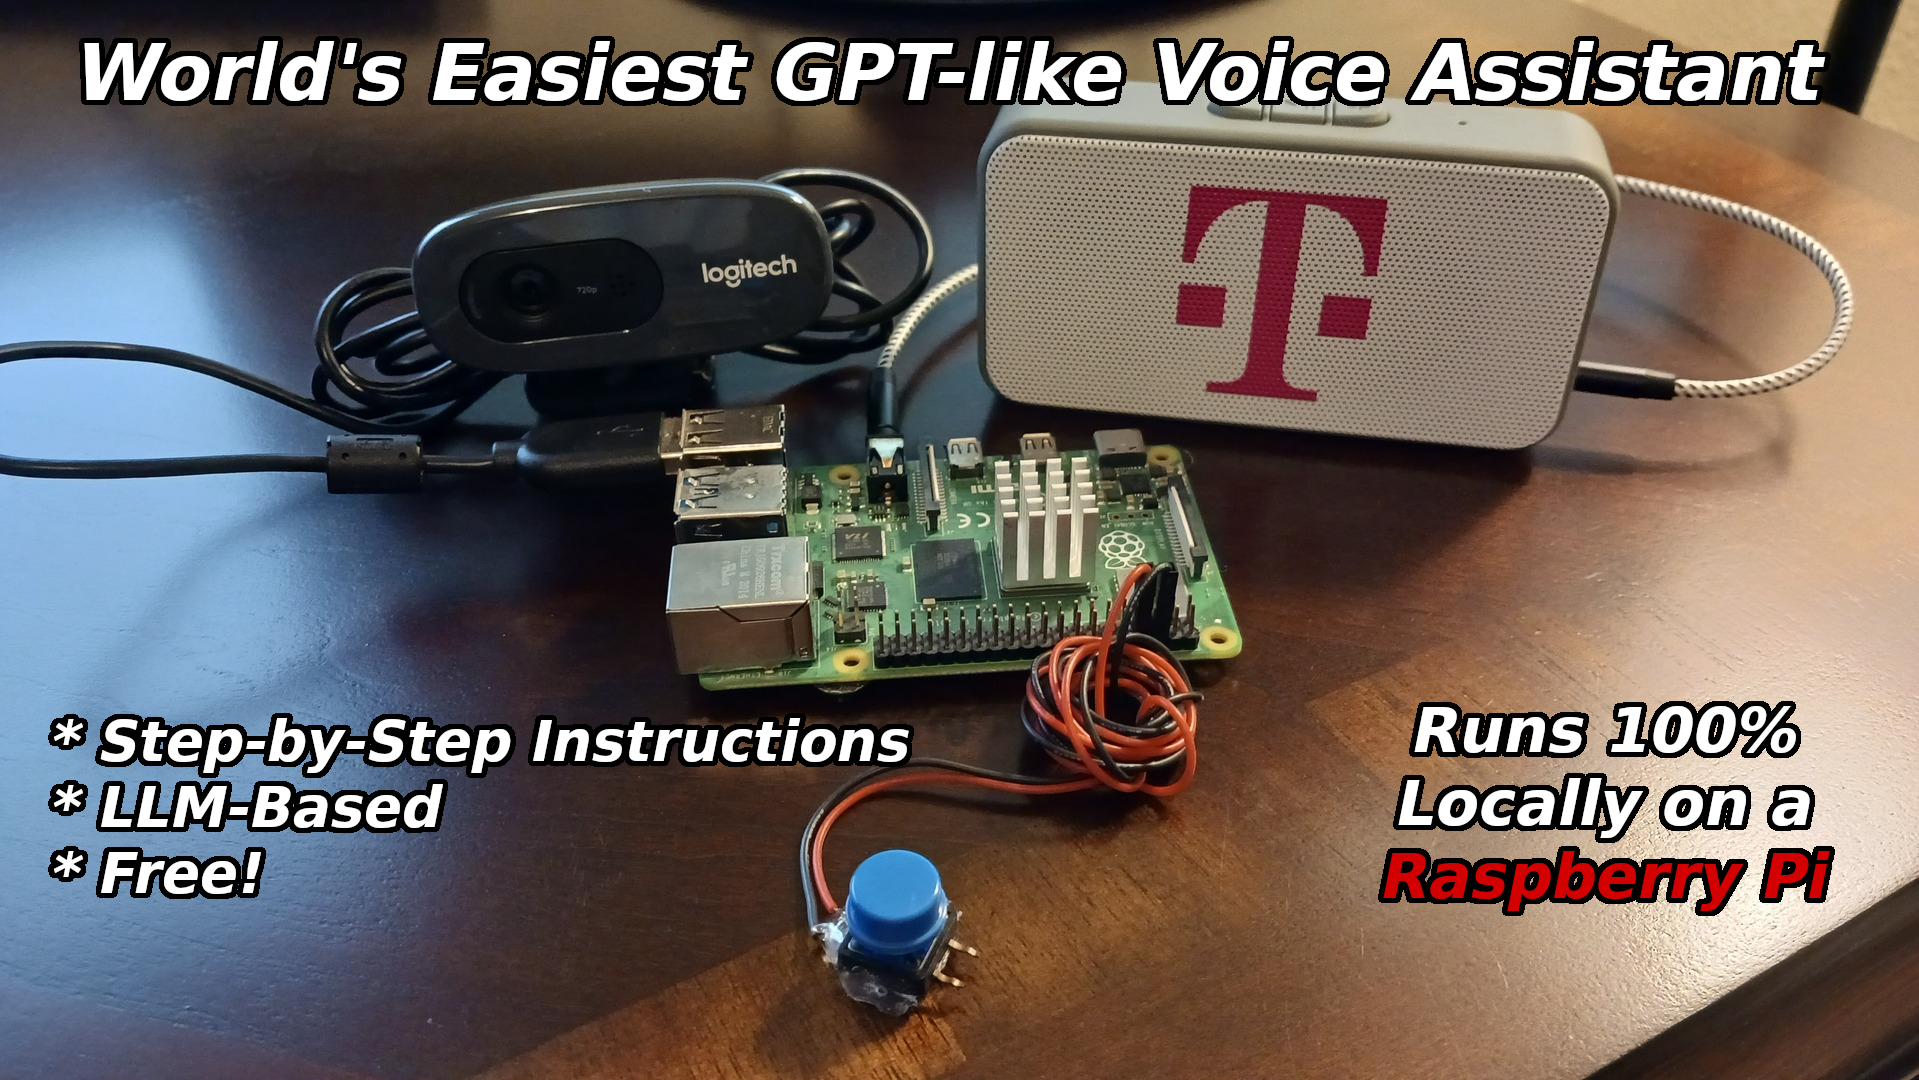 World's Easiest GPT-like Voice Assistant
logitech
720p
T
* Step-by-Step Instructions
* LLM-Based
* Free!
Runs 100%
Locally on a
Raspberry Pi